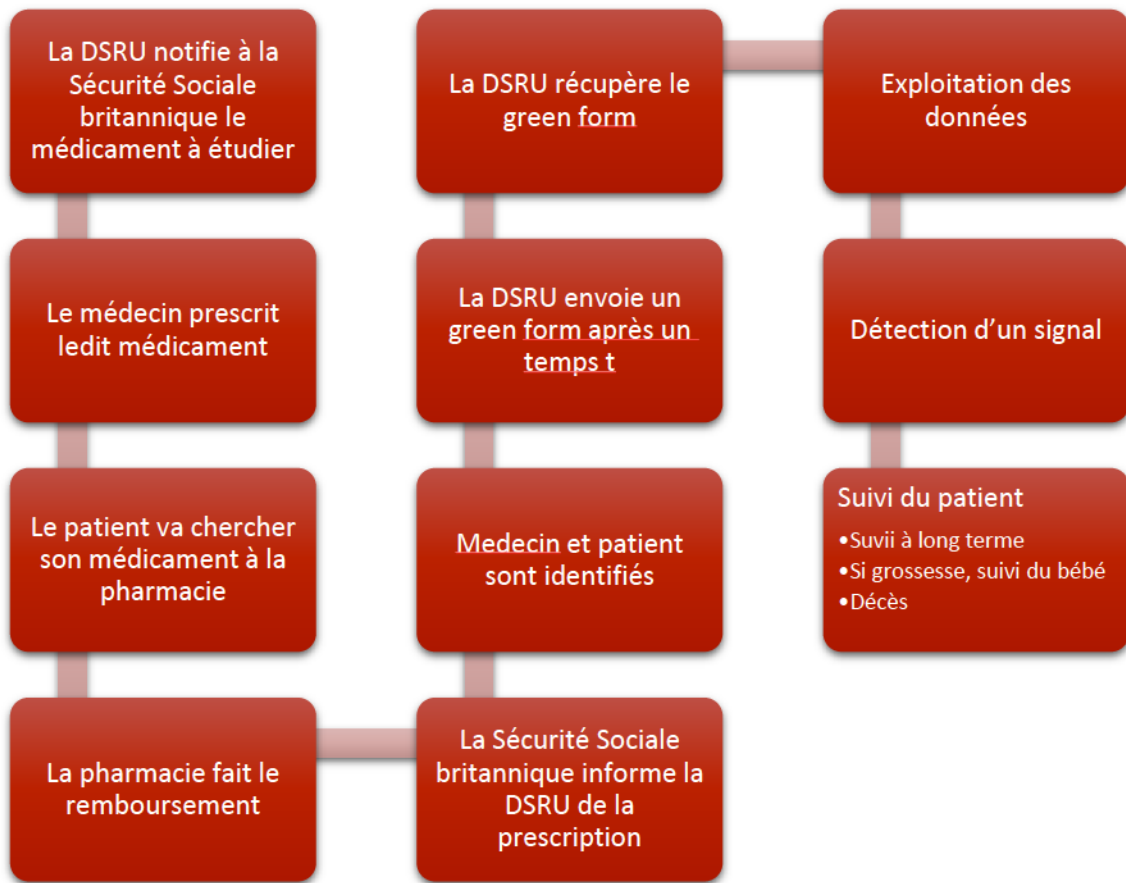 La DSRU notifie à la
Sécurité Sociale
britannique le
médicament à étudier
Le médecin prescrit
ledit médicament
Le patient va chercher
son médicament à la
pharmacie
La pharmacie fait le
remboursement
La Sécurité Sociale
britannique informe la
DSRU de la
prescription
Medecin et patient
sont identifiés
La DSRU envoie un
green form après un
temps t
La DSRU récupère le
green form
Exploitation des
données
Détection d’un signal
Suivi du patient
•Suvii à long terme
•Si grossesse, suivi du bébé
•Décès